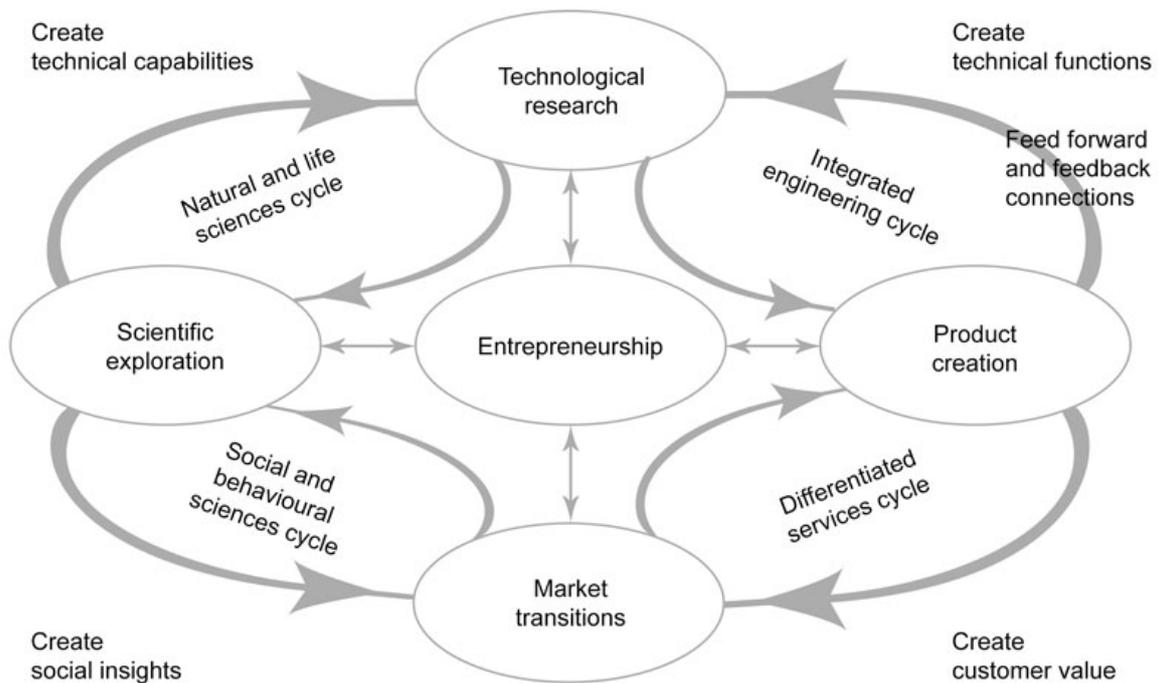 Create
technical capabilities
Technological
research
Create
technical functions
Feed forward
and feedback
connections
Natural and life
sciences cycle
Integrated
engineering cycle
Scientific
exploration
Entrepreneurship
Product
creation
Social and
behavioural
sciences cycle
Differentiated
services cycle
Market
transitions
Create
social insights
Create
customer value